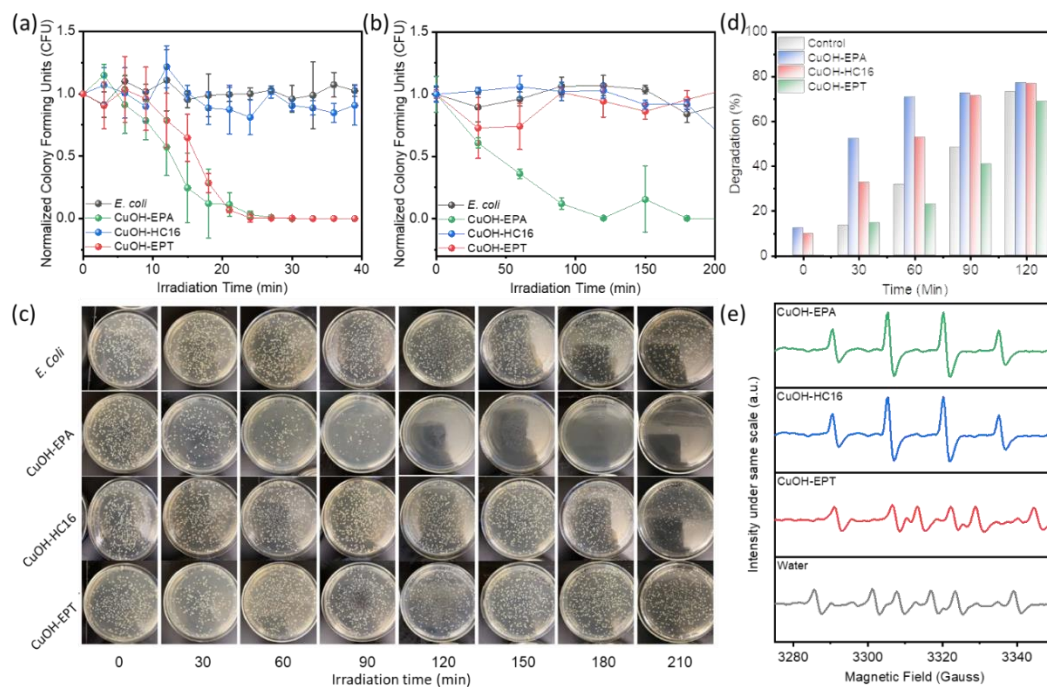 (a)
Normalized Colony Forming Units (CFU)
1.5
1.0
0.5
0.0
E. coli
CuOH-EPA
CuOH-HC16
CuOH-EPT
0 10 20 30 40
Irradiation Time (min)
(b)
Normalized Colony Forming Units (CFU)
1.5
1.0
0.5
0.0
E. coli
CuOH-EPA
CuOH-HC16
CuOH-EPT
0 50 100 150 200
Irradiation Time (min)
(d)
Degradation (%)
100
80
60
40
20
0
Control
CuOH-EPA
CuOH-HC16
CuOH-EPT
0 30 60 90 120
Time (Min)
(c)
E. Coli
CuOH-EPA
CuOH-HC16
CuOH-EPT
0 30 60 90 120 150 180 210
Irradiation time (min)
(e)
Intensity under same scale (a.u.)
CuOH-EPA
CuOH-HC16
CuOH-EPT
Water
3280 3300 3320 3340
Magnetic Field (Gauss)